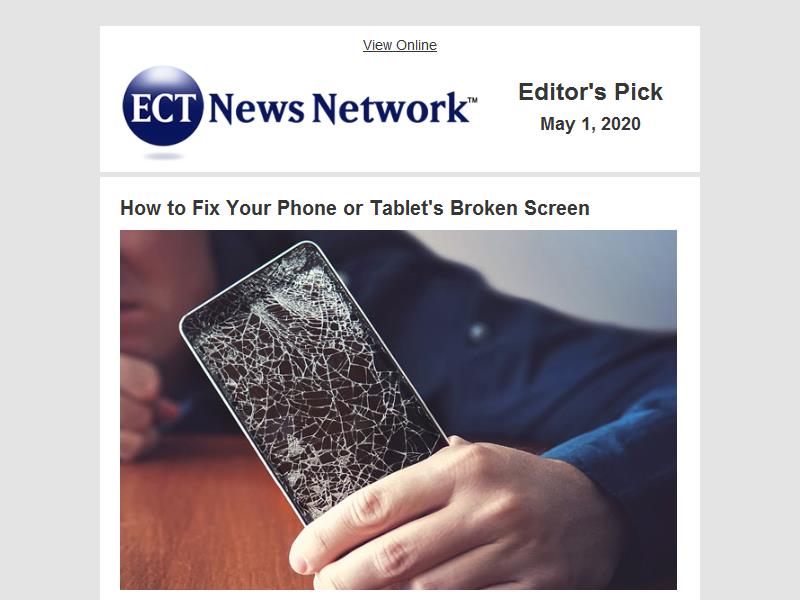 View Online
ECT News Network™
Editor's Pick
May 1, 2020
How to Fix Your Phone or Tablet's Broken Screen